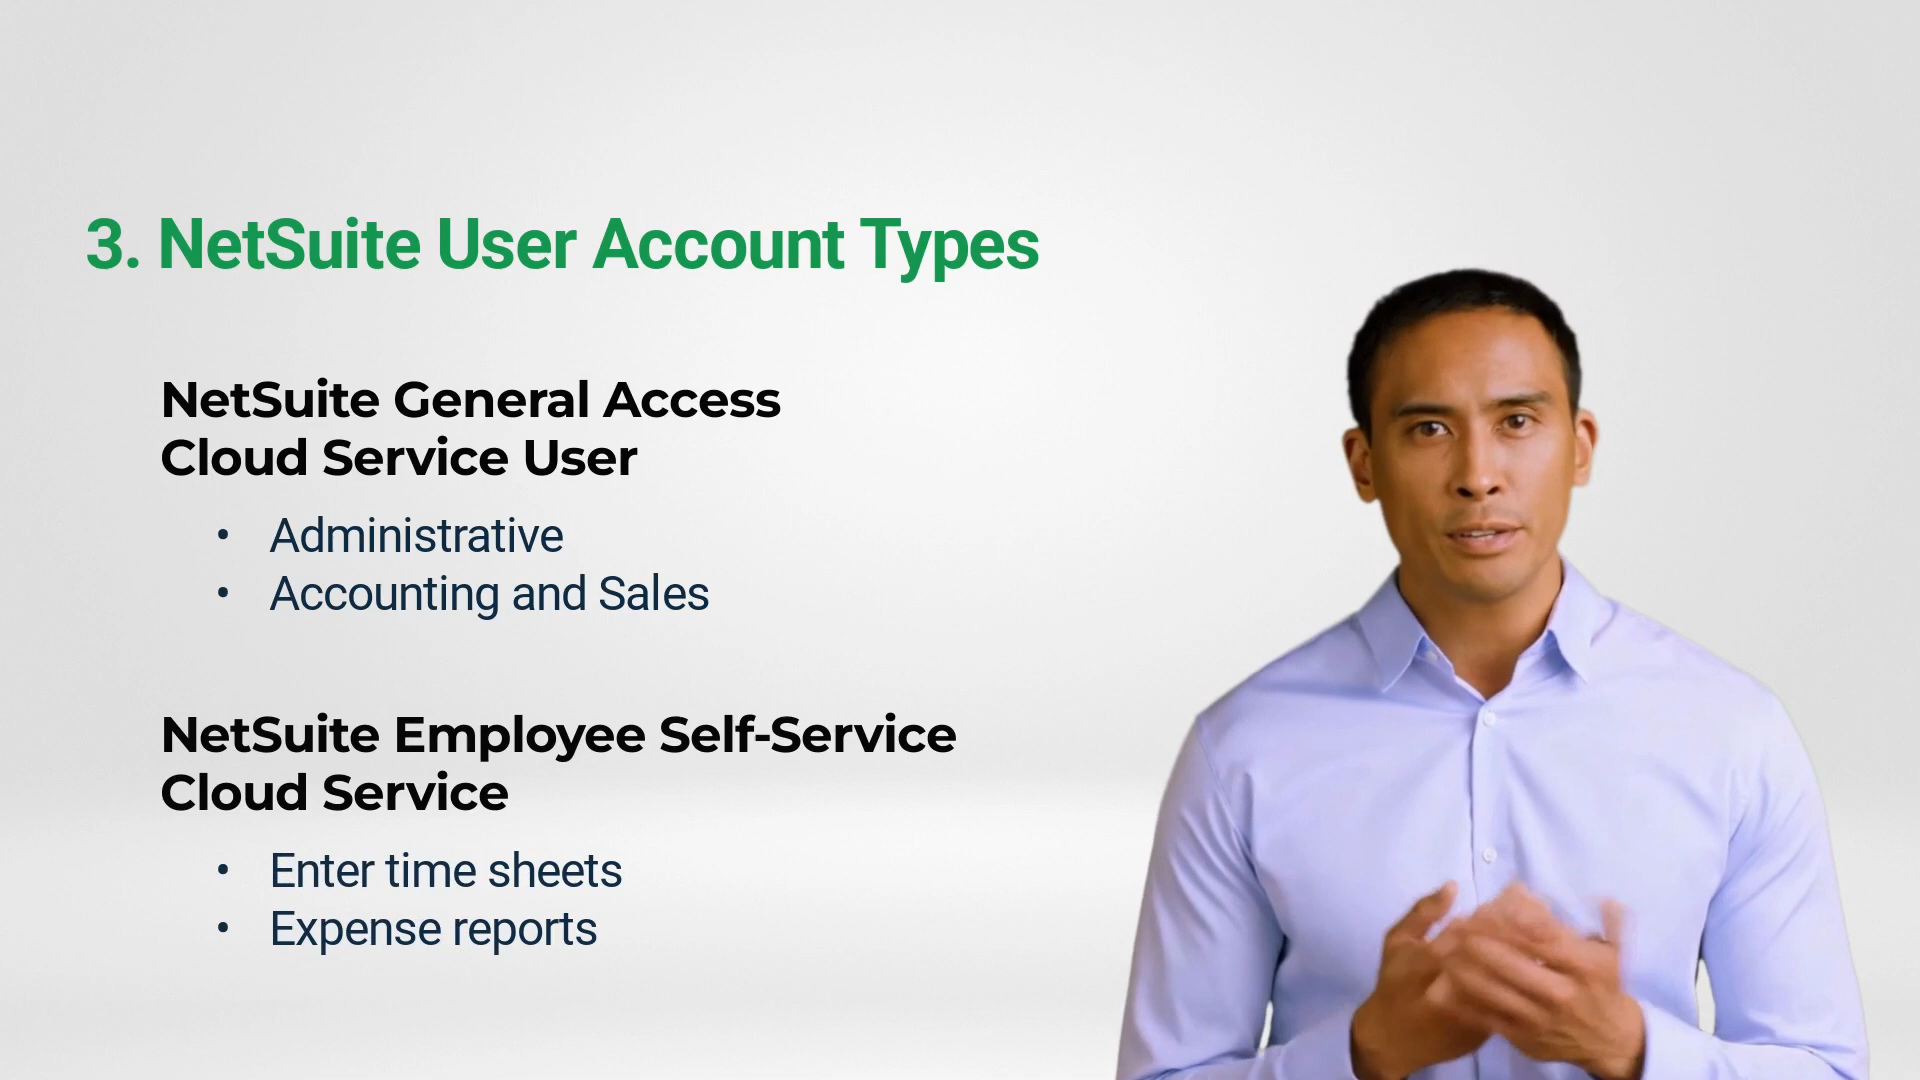 3. NetSuite User Account Types
NetSuite General Access
Cloud Service User
• Administrative
• Accounting and Sales
NetSuite Employee Self-Service
Cloud Service
• Enter time sheets
• Expense reports